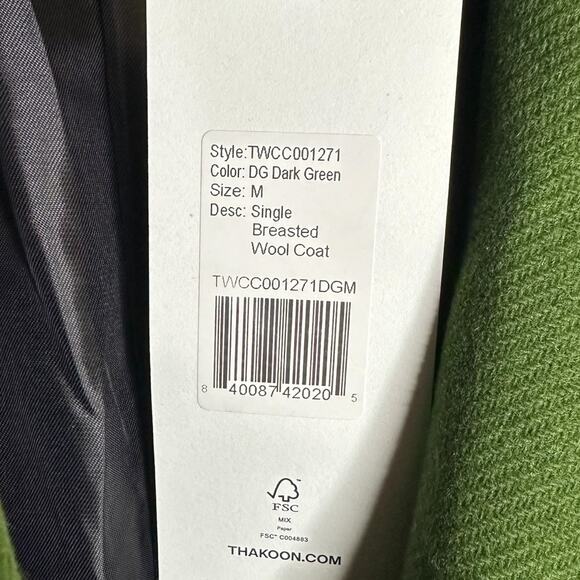 Style:TWCC001271
Color: DG Dark Green
Size: M
Desc: Single
Breasted
Wool Coat
TWCC001271DGM
8 40087 42020 5
FSC
MIX
Paper
FSC® C004883
THAKOON.COM